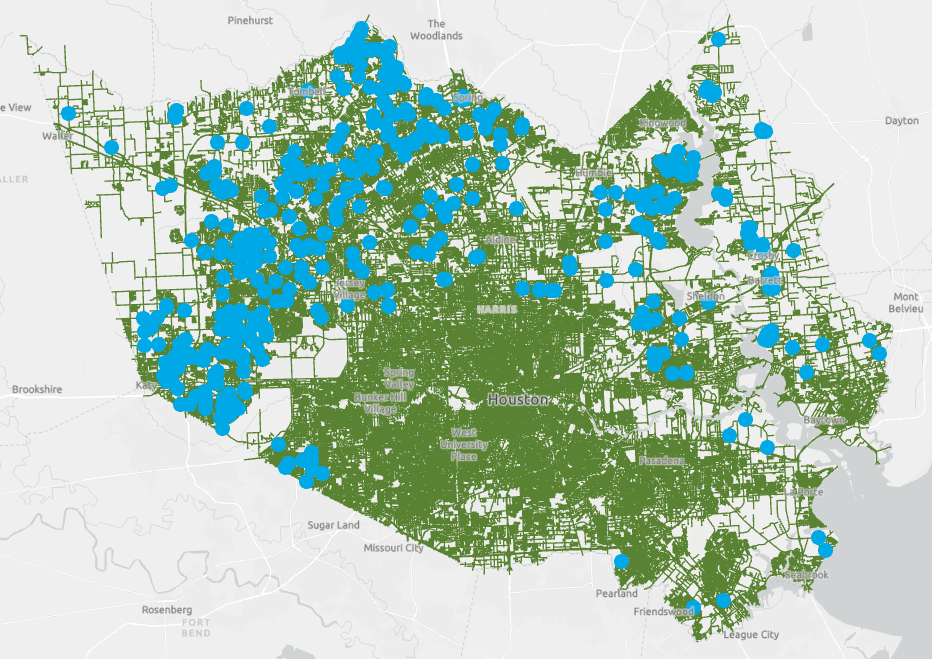 Pinehurst
The
Woodlands
Tomball
Spring
e View
Waller
Kingwood
Dayton
ALLER
Humble
Aldine
Crosby
Barrett
Jersey
Village
Sheldon
Mont
Belvieu
HARRIS
Spring
Valley
Bunker Hill
Village
Houston
Katy
Brookshire
Baytown
West
University
Place
Pasadena
La Porte
Sugar Land
Missouri City
Seabrook
Pearland
Friendswood
Rosenberg
FORT
BEND
League City